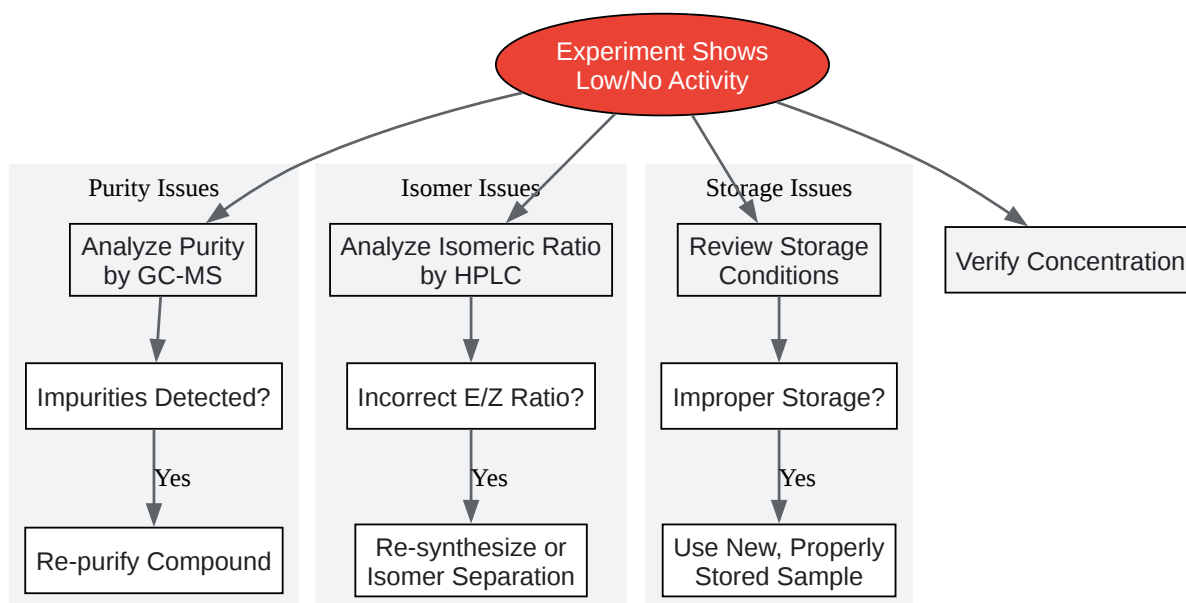 Experiment Shows
Low/No Activity
Purity Issues
Isomer Issues
Storage Issues
Analyze Purity
by GC-MS
Analyze Isomeric Ratio
by HPLC
Review Storage
Conditions
Verify Concentration
Impurities Detected?
Incorrect E/Z Ratio?
Improper Storage?
Yes
Yes
Yes
Re-purify Compound
Re-synthesize or
Isomer Separation
Use New, Properly
Stored Sample